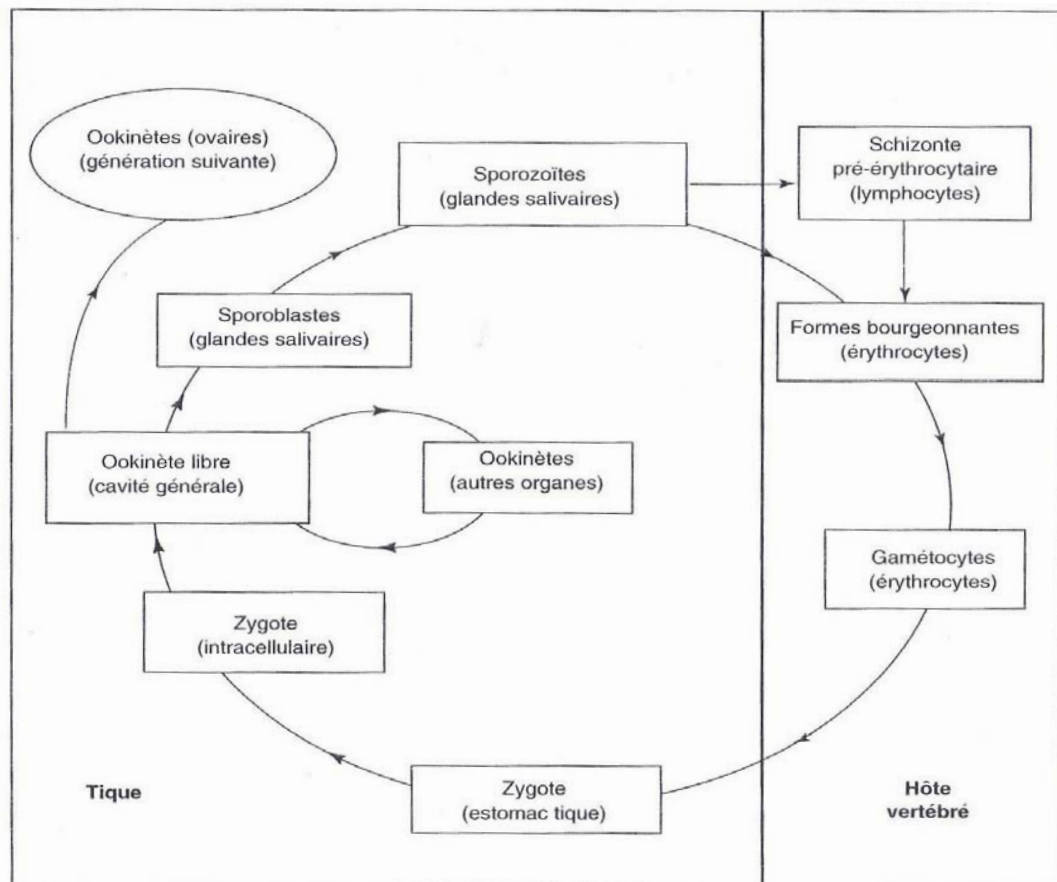 Ookinètes (ovaires)
(génération suivante)
Sporozoïtes
(glandes salivaires)
Schizonte
pré-érythrocytaire
(lymphocytes)
Sporoblastes
(glandes salivaires)
Formes bourgeonnantes
(érythrocytes)
Ookinète libre
(cavité générale)
Ookinètes
(autres organes)
Gamétocytes
(érythrocytes)
Zygote
(intracellulaire)
Zygote
(estomac tique)
Tique
Hôte
vertébré